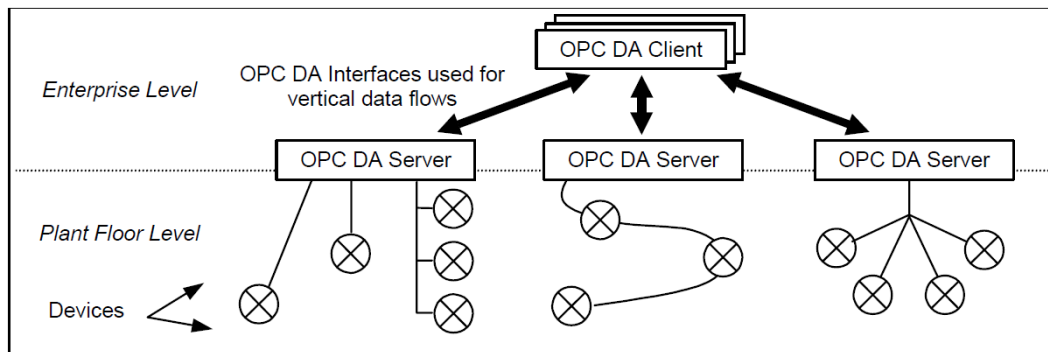 OPC DA Client
OPC DA Interfaces used for
vertical data flows
Enterprise Level
OPC DA Server
OPC DA Server
OPC DA Server
Plant Floor Level
Devices